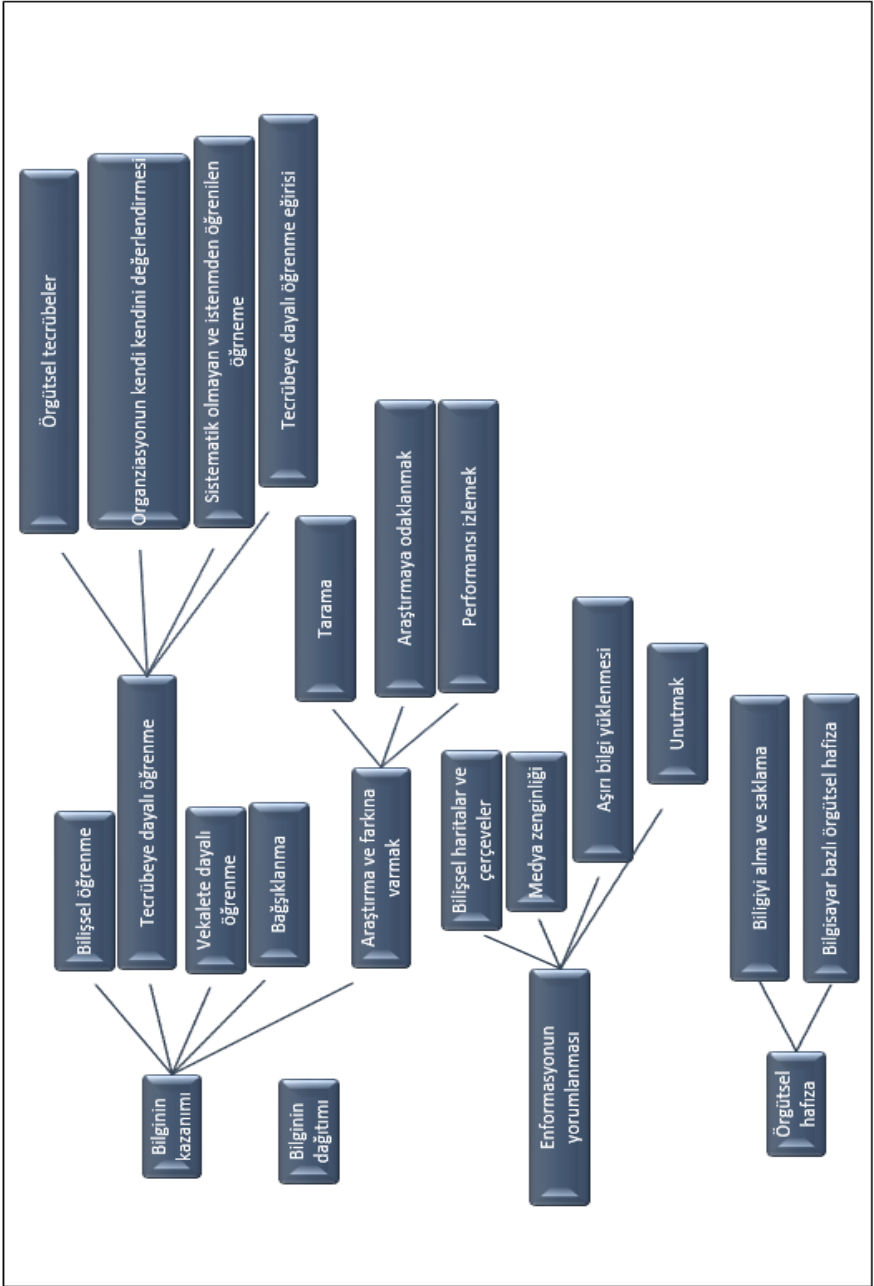 Bilginin
kazanımı
Bilişsel öğrenme
Tecrübeye dayalı öğrenme
Örgütsel tecrübeler
Organziasyonun kendi kendini değerlendirmesi
Sistematik olmayan ve istenmden öğrenilen
öğrneme
Tecrübeye dayalı öğrenme eğirisi
Vekalete dayalı
öğrenme
Bağşıklanma
Araştırma ve farkına
varmak
Tarama
Araştırmaya odaklanmak
Performansı izlemek
Bilginin
dağıtımı
Enformasyonun
yorumlanması
Bilişsel haritalar ve
çerçeveler
Medya zenginliği
Aşırı bilgi yüklenmesi
Unutmak
Örgütsel
hafıza
Biligiyi alma ve saklama
Bilgisayar bazlı örgütsel hafıza